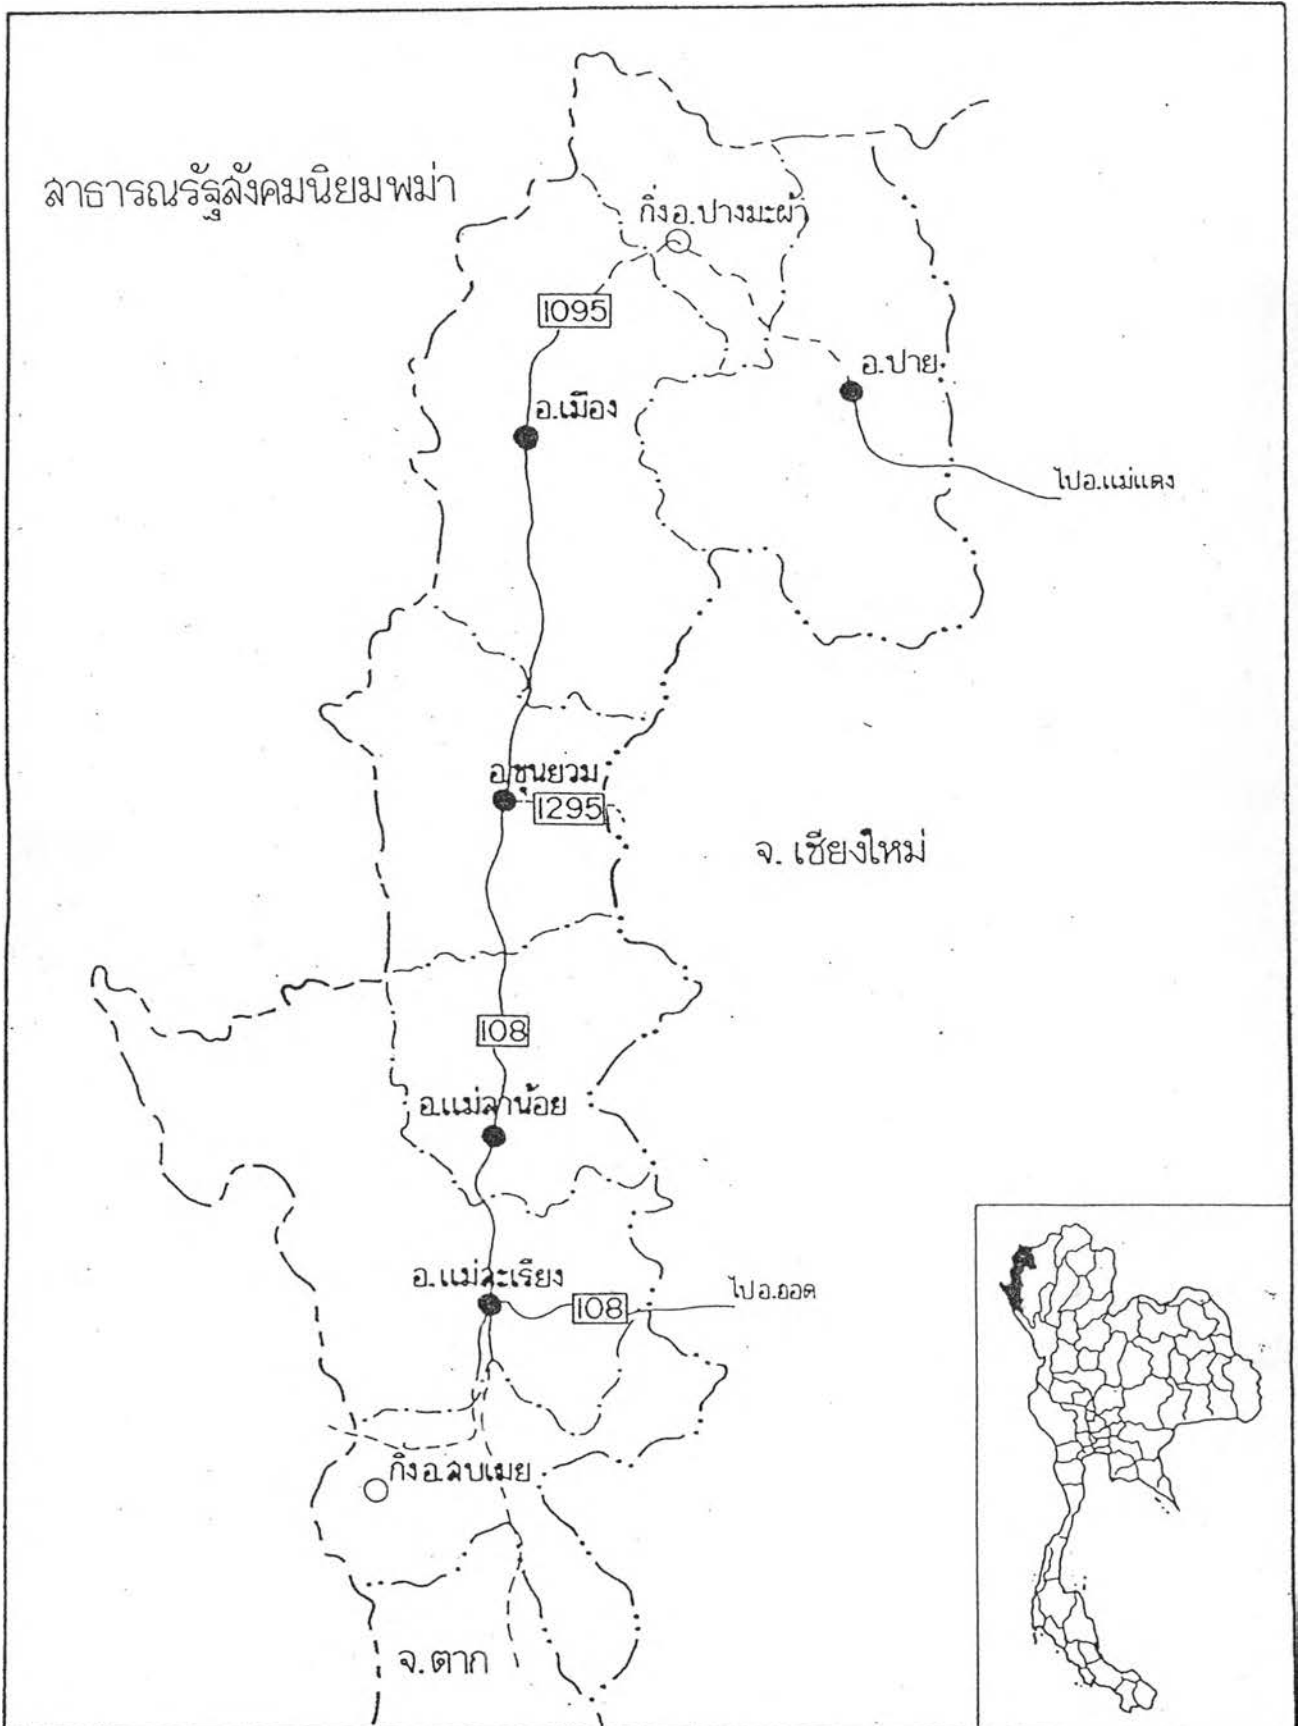 สาธารณรัฐสังคมนิยมพม่า
กิ่งอ.ปางมะผ้า
1095
อ.ปาย
อ.เมือง
ไปอ.แม่แตง
อ.ขุนยวม
1295
จ. เชียงใหม่
108
อ.แม่ลาน้อย
อ.แม่สะเรียง
108
ไปอ.ฮอด
กิ่งอ.สบเมย
จ.ตาก